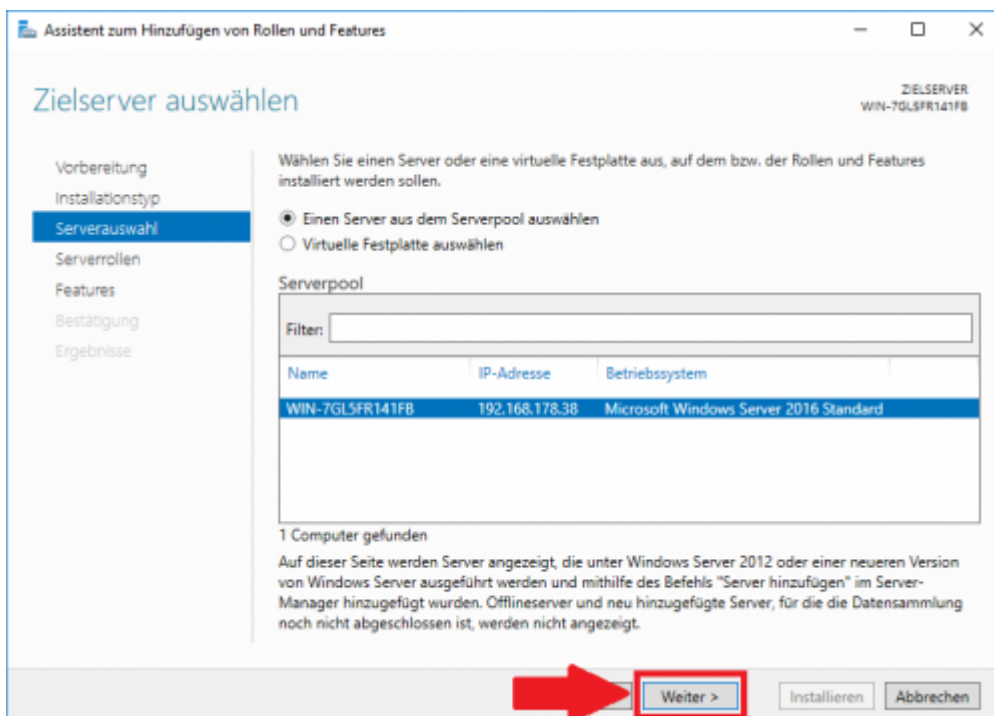 Assistent zum Hinzufügen von Rollen und Features
Zielserver auswählen
ZIELSERVER
WIN-7GL5FR141FB
Vorbereitung
Installationstyp
Serverauswahl
Serverrollen
Features
Bestätigung
Ergebnisse
Wählen Sie einen Server oder eine virtuelle Festplatte aus, auf dem bzw. der Rollen und Features
installiert werden sollen.
Einen Server aus dem Serverpool auswählen
Virtuelle Festplatte auswählen
Serverpool
Filter:
Name IP-Adresse Betriebssystem
WIN-7GL5FR141FB 192.168.178.38 Microsoft Windows Server 2016 Standard
1 Computer gefunden
Auf dieser Seite werden Server angezeigt, die unter Windows Server 2012 oder einer neueren Version
von Windows Server ausgeführt werden und mithilfe des Befehls "Server hinzufügen" im Server-
Manager hinzugefügt wurden. Offlineserver und neu hinzugefügte Server, für die die Datensammlung
noch nicht abgeschlossen ist, werden nicht angezeigt.
Weiter > Installieren Abbrechen